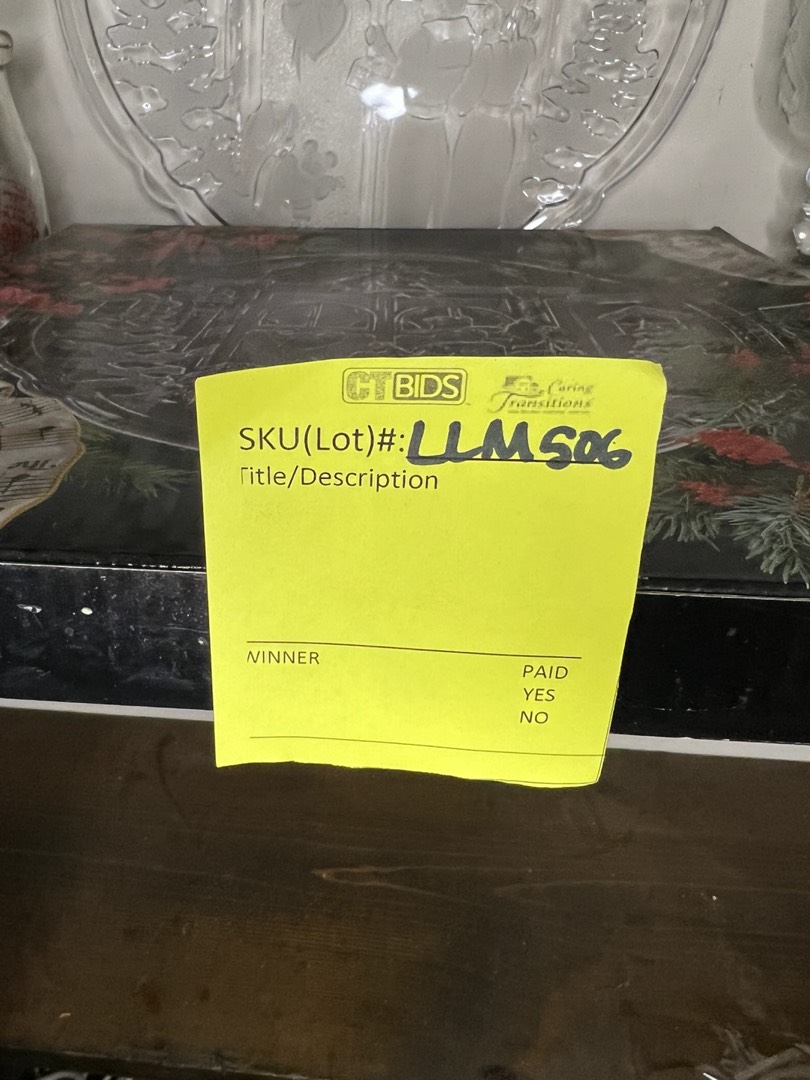 CTBIDS
Caring
Transitions
SKU(Lot)#: LLM506
Title/Description
WINNER
PAID
YES
NO